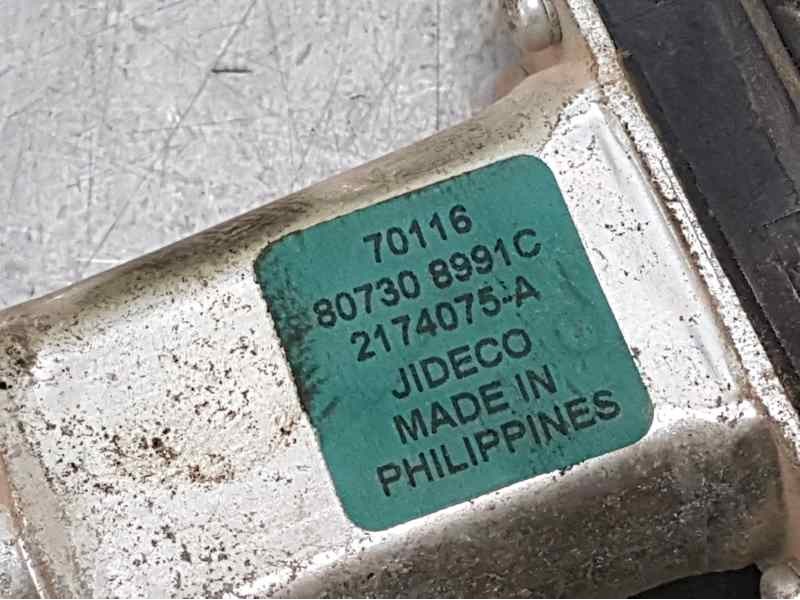 70116
80730 8991C
2174075-A
JIDECO
MADE IN
PHILIPPINES